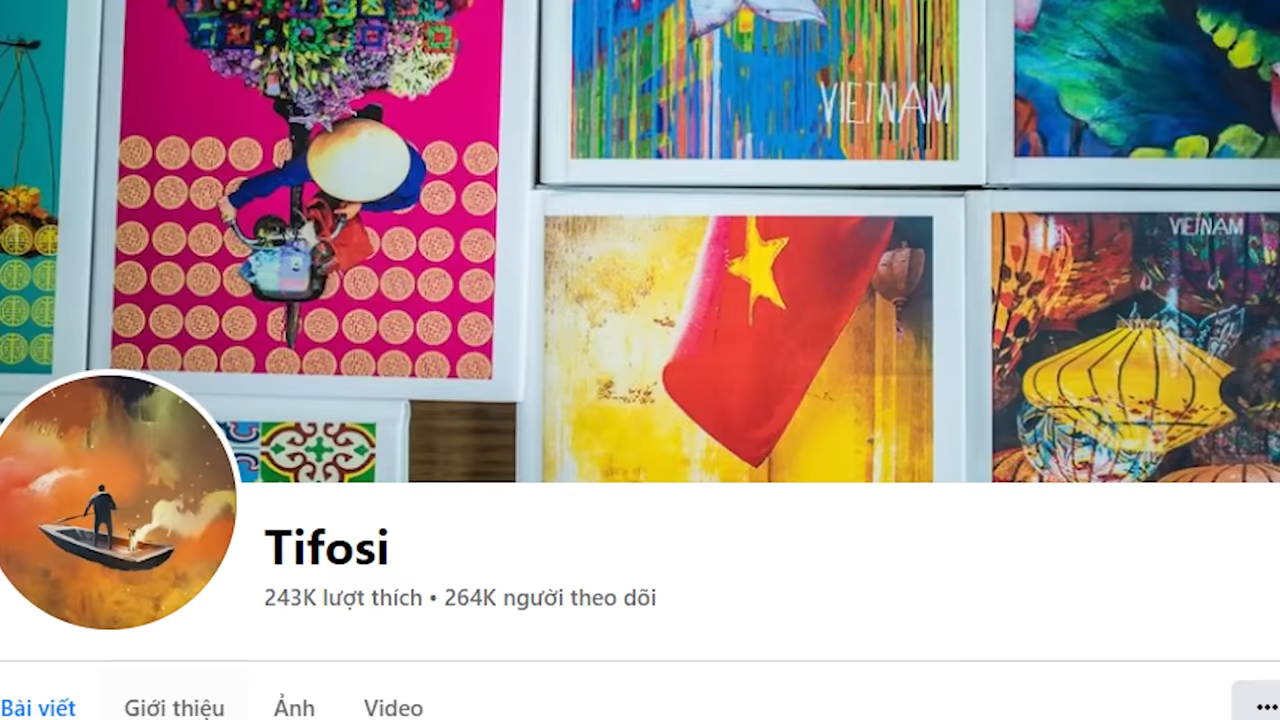 VIETNAM
VIETNAM
Tifosi
243K lượt thích • 264K người theo dõi
Bài viết
Giới thiệu
Ảnh
Video